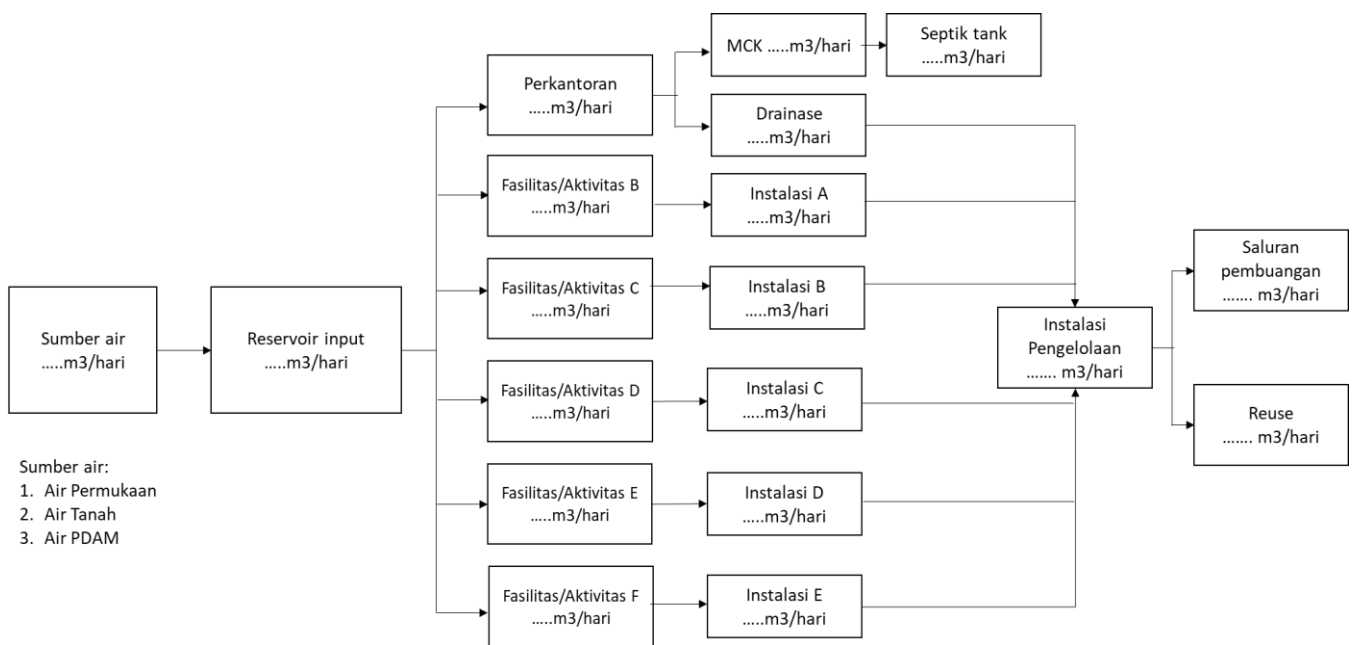 Sumber air
.....m3/hari
Sumber air:
1. Air Permukaan
2. Air Tanah
3. Air PDAM
Reservoir input
.....m3/hari
Perkantoran
.....m3/hari
Fasilitas/Aktivitas B
.....m3/hari
Fasilitas/Aktivitas C
.....m3/hari
Fasilitas/Aktivitas D
.....m3/hari
Fasilitas/Aktivitas E
.....m3/hari
Fasilitas/Aktivitas F
.....m3/hari
MCK .....m3/hari
Septik tank
.....m3/hari
Drainase
.....m3/hari
Instalasi A
.....m3/hari
Instalasi B
.....m3/hari
Instalasi C
.....m3/hari
Instalasi D
.....m3/hari
Instalasi E
.....m3/hari
Instalasi
Pengelolaan
....... m3/hari
Saluran
pembuangan
....... m3/hari
Reuse
....... m3/hari